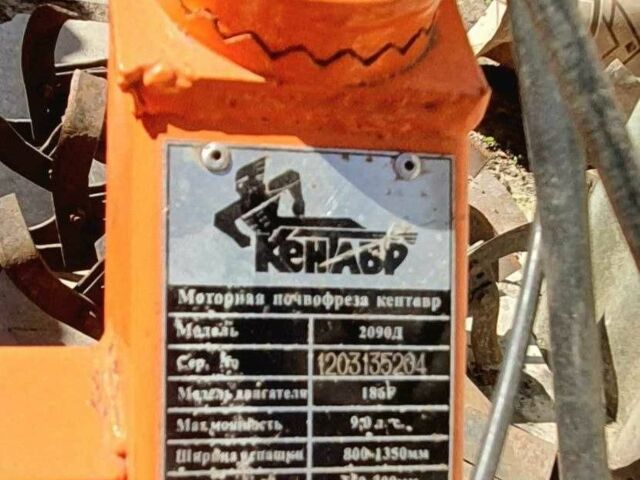 Кентавр
Моторная почвофреза кентавр
Модель 2090Д
Сер. No 1203135204
Модель двигателя 186F
Max мощность 9,0 л.с.
Ширина вспашки 800-1350мм